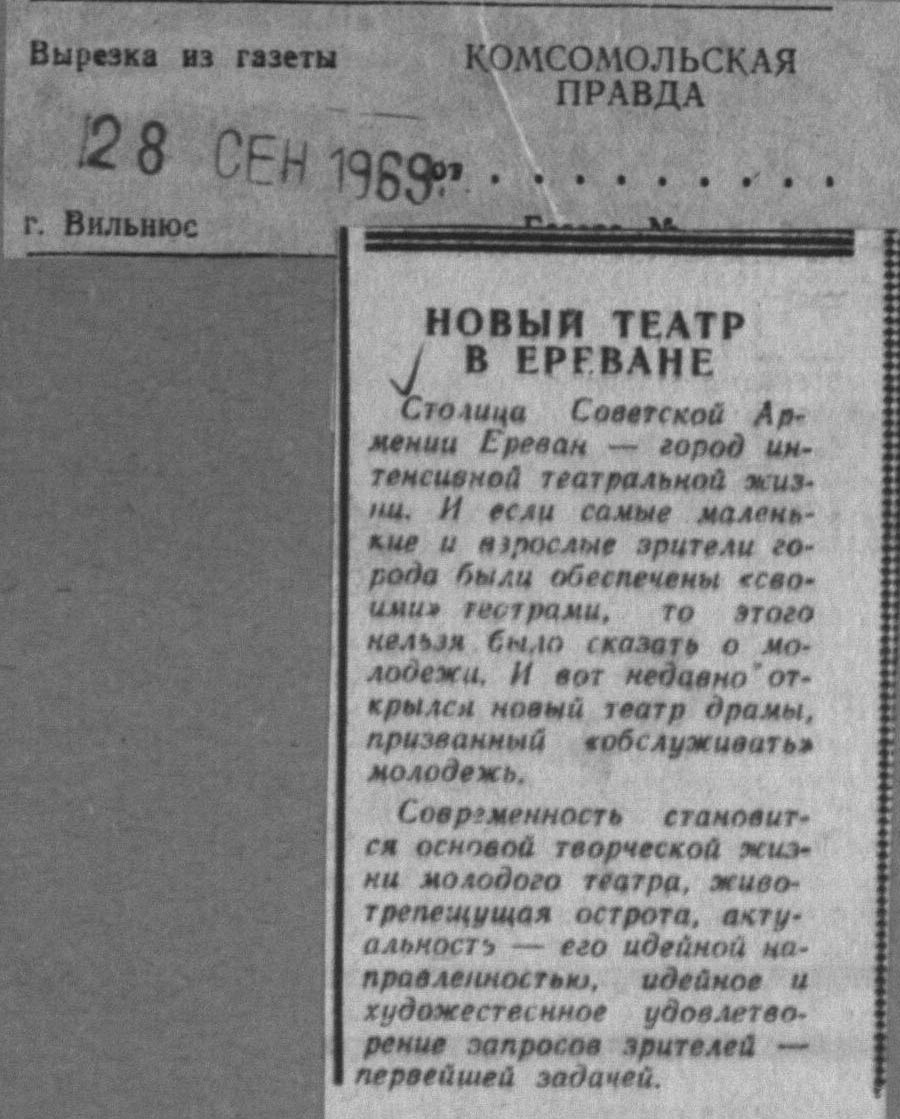 Вырезка из газеты
КОМСОМОЛЬСКАЯ
ПРАВДА
28 СЕН 1969
от . . . . . . . . . .
г. Вильнюс
НОВЫЙ ТЕАТР
В ЕРЕВАНЕ
Столица Советской Ар-
мении Ереван — город ин-
тенсивной театральной жиз-
ни. И если самые малень-
кие и взрослые зрители го-
рода были обеспечены «сво-
ими» театрами, то этого
нельзя было сказать о мо-
лодежи. И вот недавно от-
крылся новый театр драмы,
призванный «обслуживать»
молодежь.
Современность становит-
ся основой творческой жиз-
ни молодого театра, живо-
трепещущая острота, акту-
альность — его идейной на-
правленностью, идейное и
художественное удовлетво-
рение запросов зрителей —
первейшей задачей.